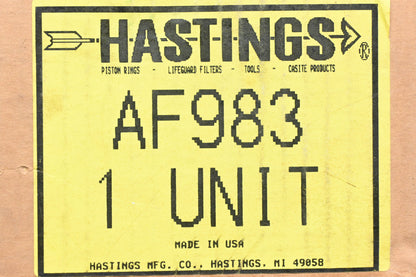 HASTINGS
PISTON RINGS - LIFEGUARD FILTERS - TOOLS - CASITE PRODUCTS
AF983
1 UNIT
MADE IN USA
HASTINGS MFG. CO., HASTINGS, MI 49058